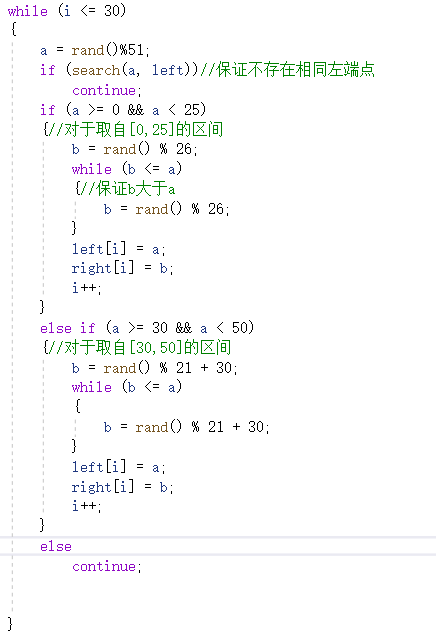 while (i <= 30)
{
a = rand()%51;
if (search(a, left))//保证不存在相同左端点
continue;
if (a >= 0 && a < 25)
{//对于取自[0,25]的区间
b = rand() % 26;
while (b <= a)
{//保证b大于a
b = rand() % 26;
}
left[i] = a;
right[i] = b;
i++;
}
else if (a >= 30 && a < 50)
{//对于取自[30,50]的区间
b = rand() % 21 + 30;
while (b <= a)
{
b = rand() % 21 + 30;
}
left[i] = a;
right[i] = b;
i++;
}
else
continue;
}